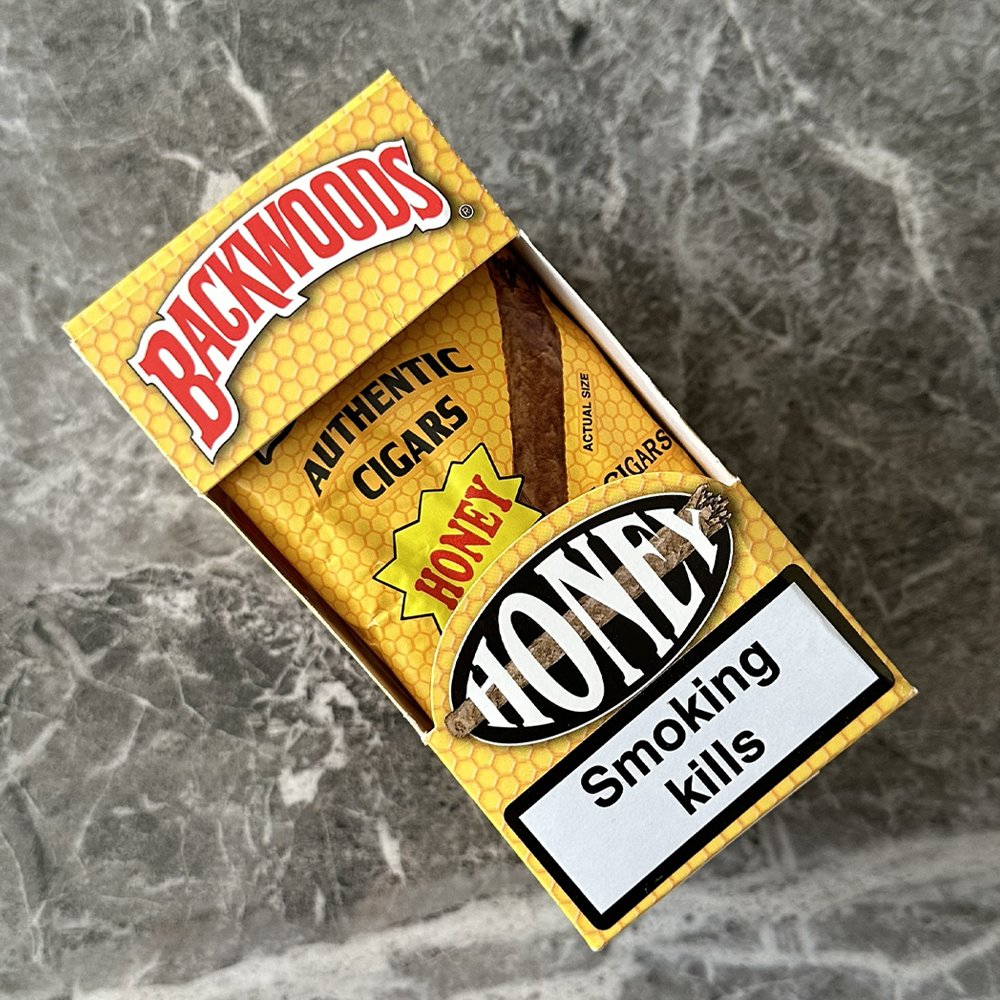 BACKWOODS®
AUTHENTIC
CIGARS
ACTUAL SIZE
CIGARS
HONEY
HONEY
Smoking
kills